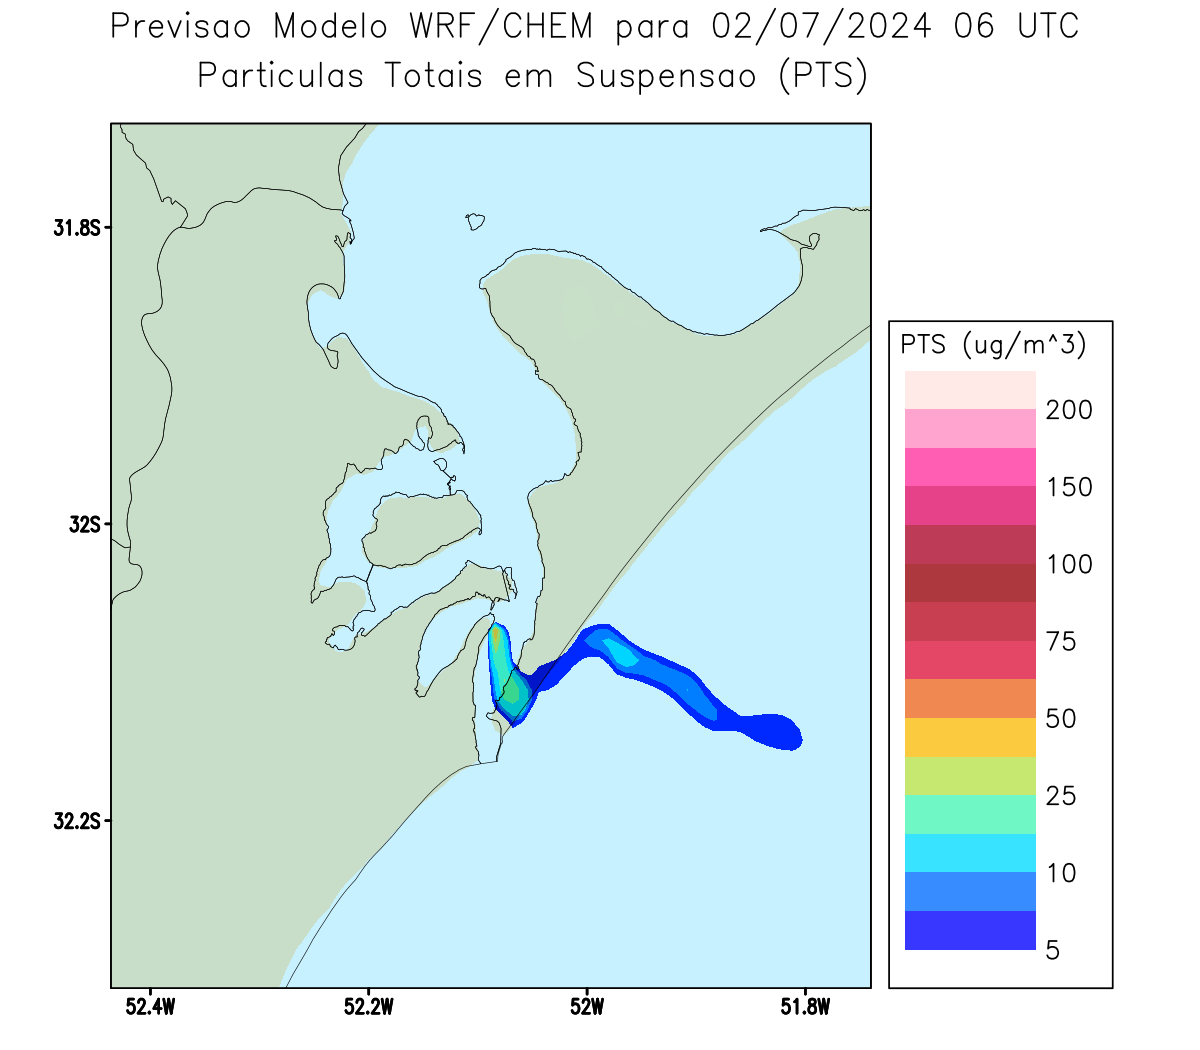 Previsao Modelo WRF/CHEM para 02/07/2024 06 UTC
Particulas Totais em Suspensao (PTS)
31.8S
32S
32.2S
52.4W
52.2W
52W
51.8W
PTS (ug/m^3)
200
150
100
75
50
25
10
5